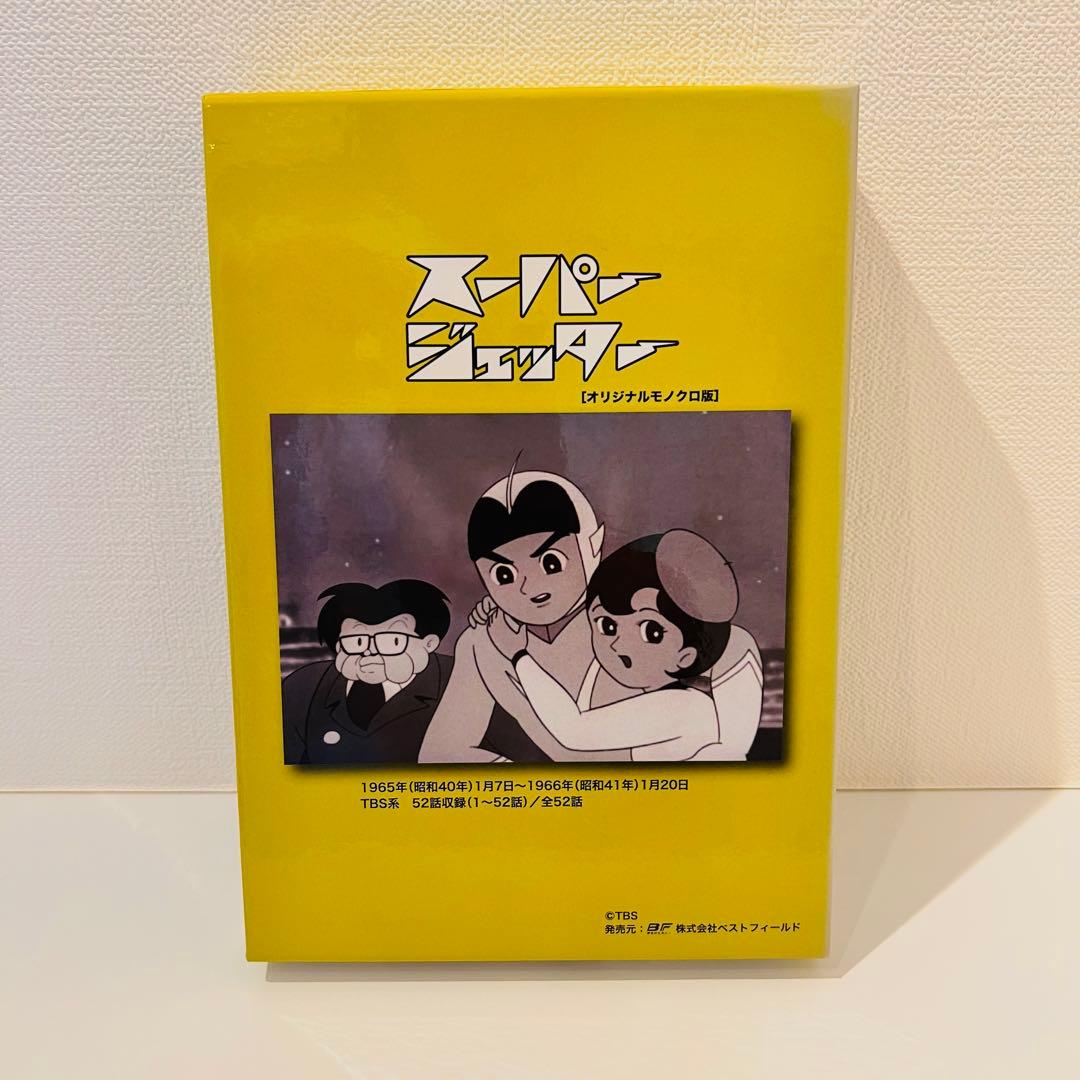 スーパー
ジェッター
[オリジナルモノクロ版]
1965年(昭和40年)1月7日〜1966年(昭和41年)1月20日
TBS系　52話収録(1〜52話)／全52話
©TBS
発売元：BF 株式会社ベストフィールド